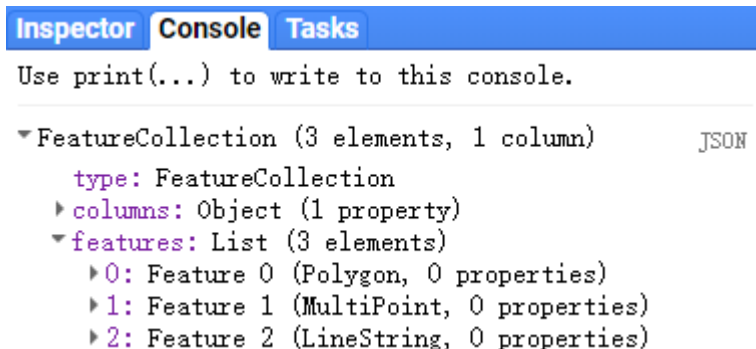 Inspector Console Tasks
Use print(...) to write to this console.
FeatureCollection (3 elements, 1 column) JSON
type: FeatureCollection
columns: Object (1 property)
features: List (3 elements)
0: Feature 0 (Polygon, 0 properties)
1: Feature 1 (MultiPoint, 0 properties)
2: Feature 2 (LineString, 0 properties)